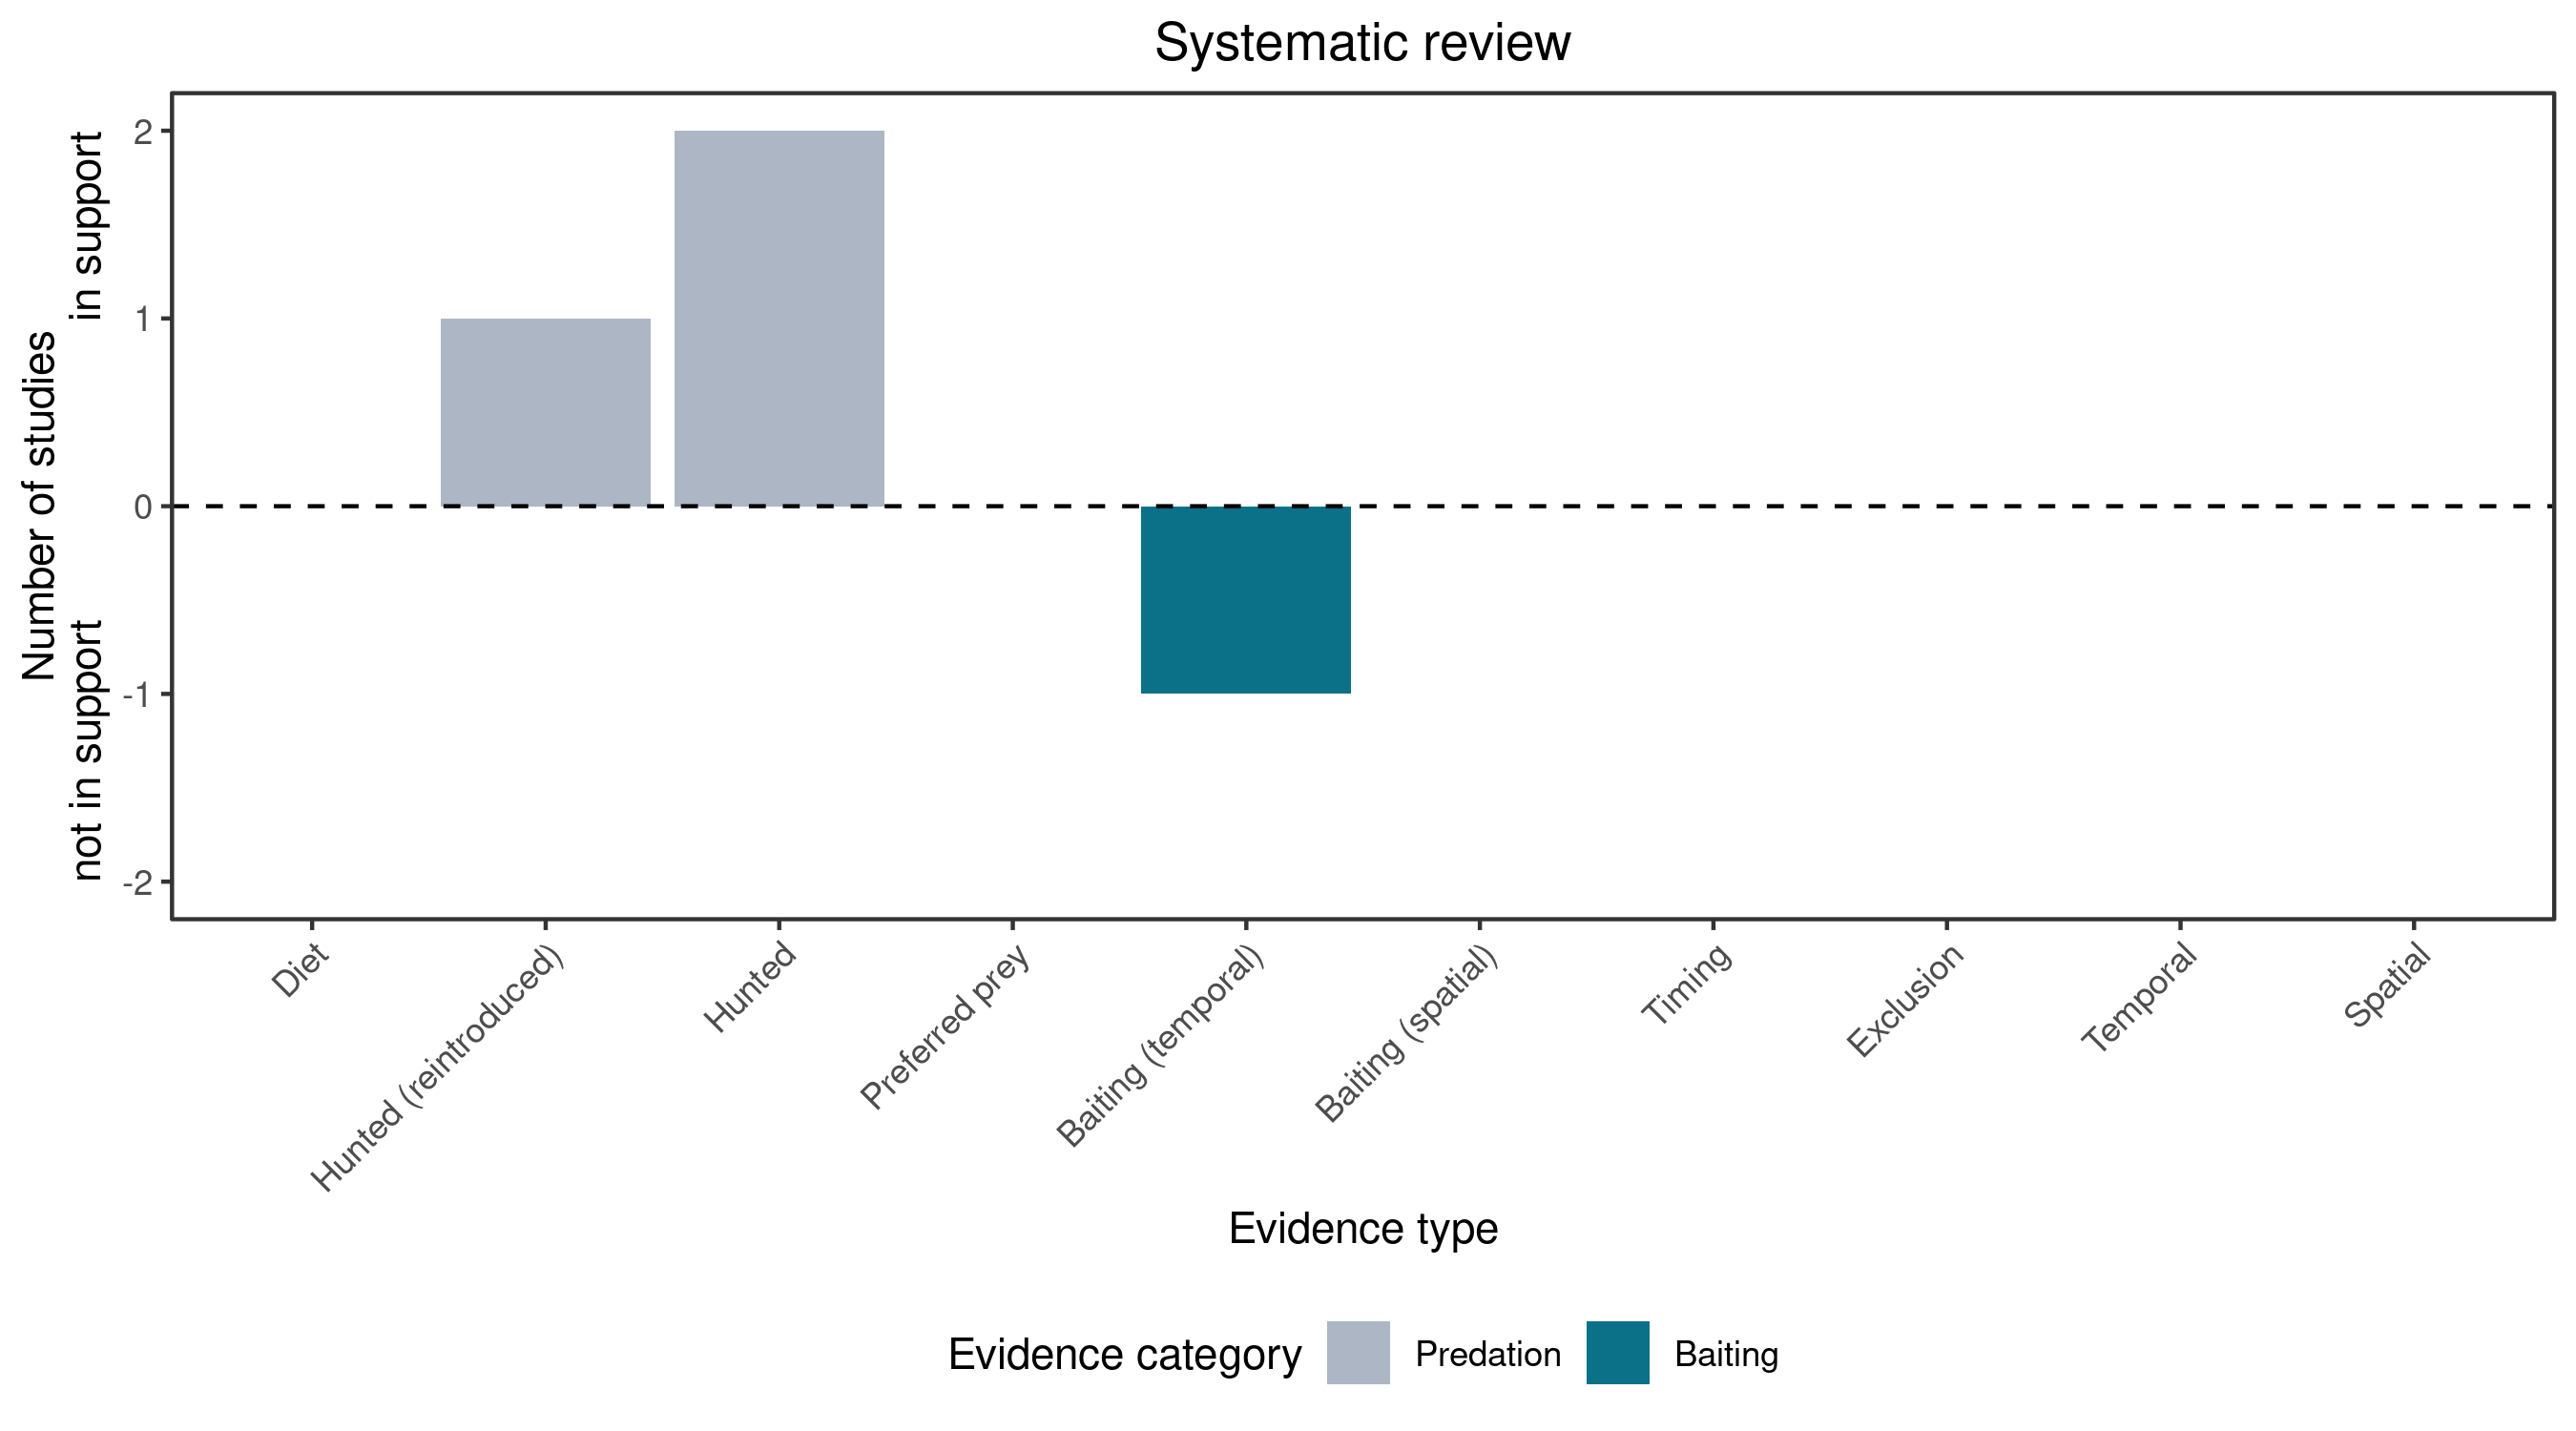 Systematic review
Number of studies
not in support in support
2
1
0
-1
-2
Diet
Hunted (reintroduced)
Hunted
Preferred prey
Baiting (temporal)
Baiting (spatial)
Timing
Exclusion
Temporal
Spatial
Evidence type
Evidence category Predation Baiting